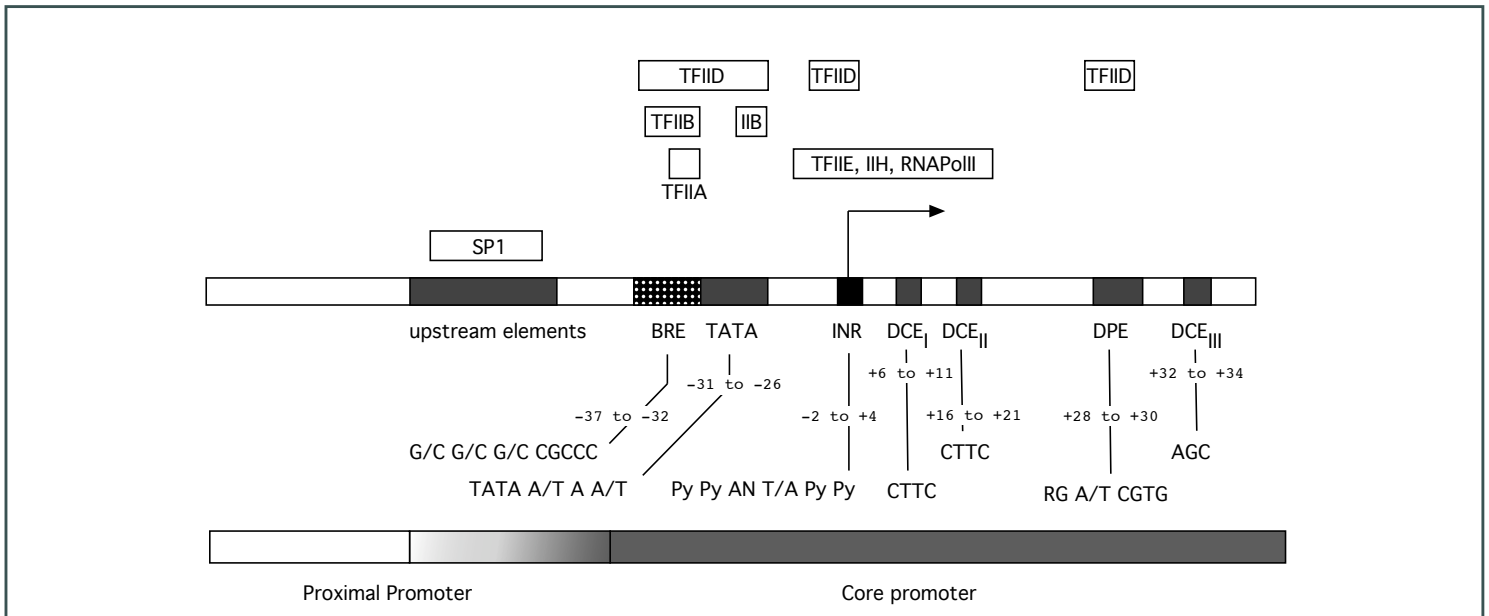 TFIID TFIID TFIID
TFIIB IIB
TFIIE, IIH, RNAPolII
TFIIA
SP1
upstream elements BRE TATA INR DCE_I DCE_II DPE DCE_III
+6 to +11 +32 to +34
-31 to -26
-37 to -32 -2 to +4 +16 to +21 +28 to +30
G/C G/C G/C CGCCC CTTC AGC
TATA A/T A A/T Py Py AN T/A Py Py CTTC RG A/T CGTG
Proximal Promoter Core promoter